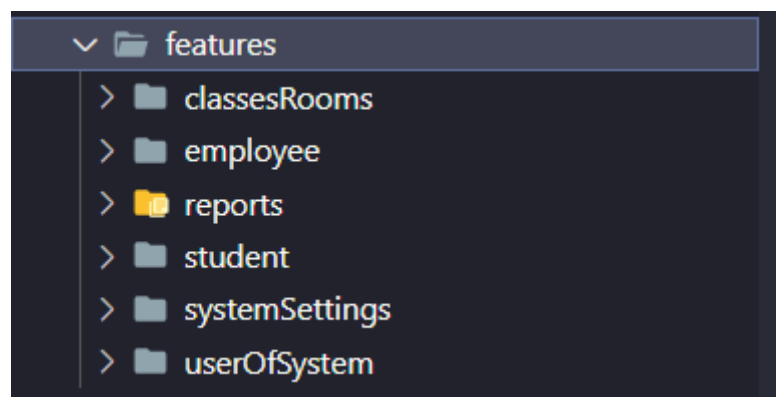 features
classesRooms
employee
reports
student
systemSettings
userOfSystem